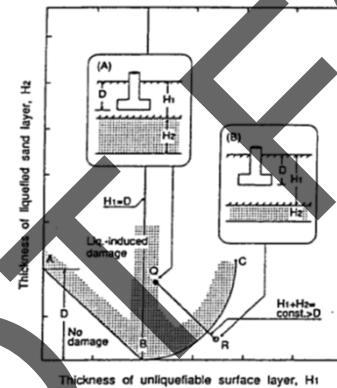 Thickness of liquefied sand layer, H2
(A)
D
H1
H2
(B)
D
H1
H2
H1=D
Liq.-induced
damage
A
D
No
damage
Q
C
B
R
H1+H2=
const.>D
Thickness of unliquefiable surface layer, H1